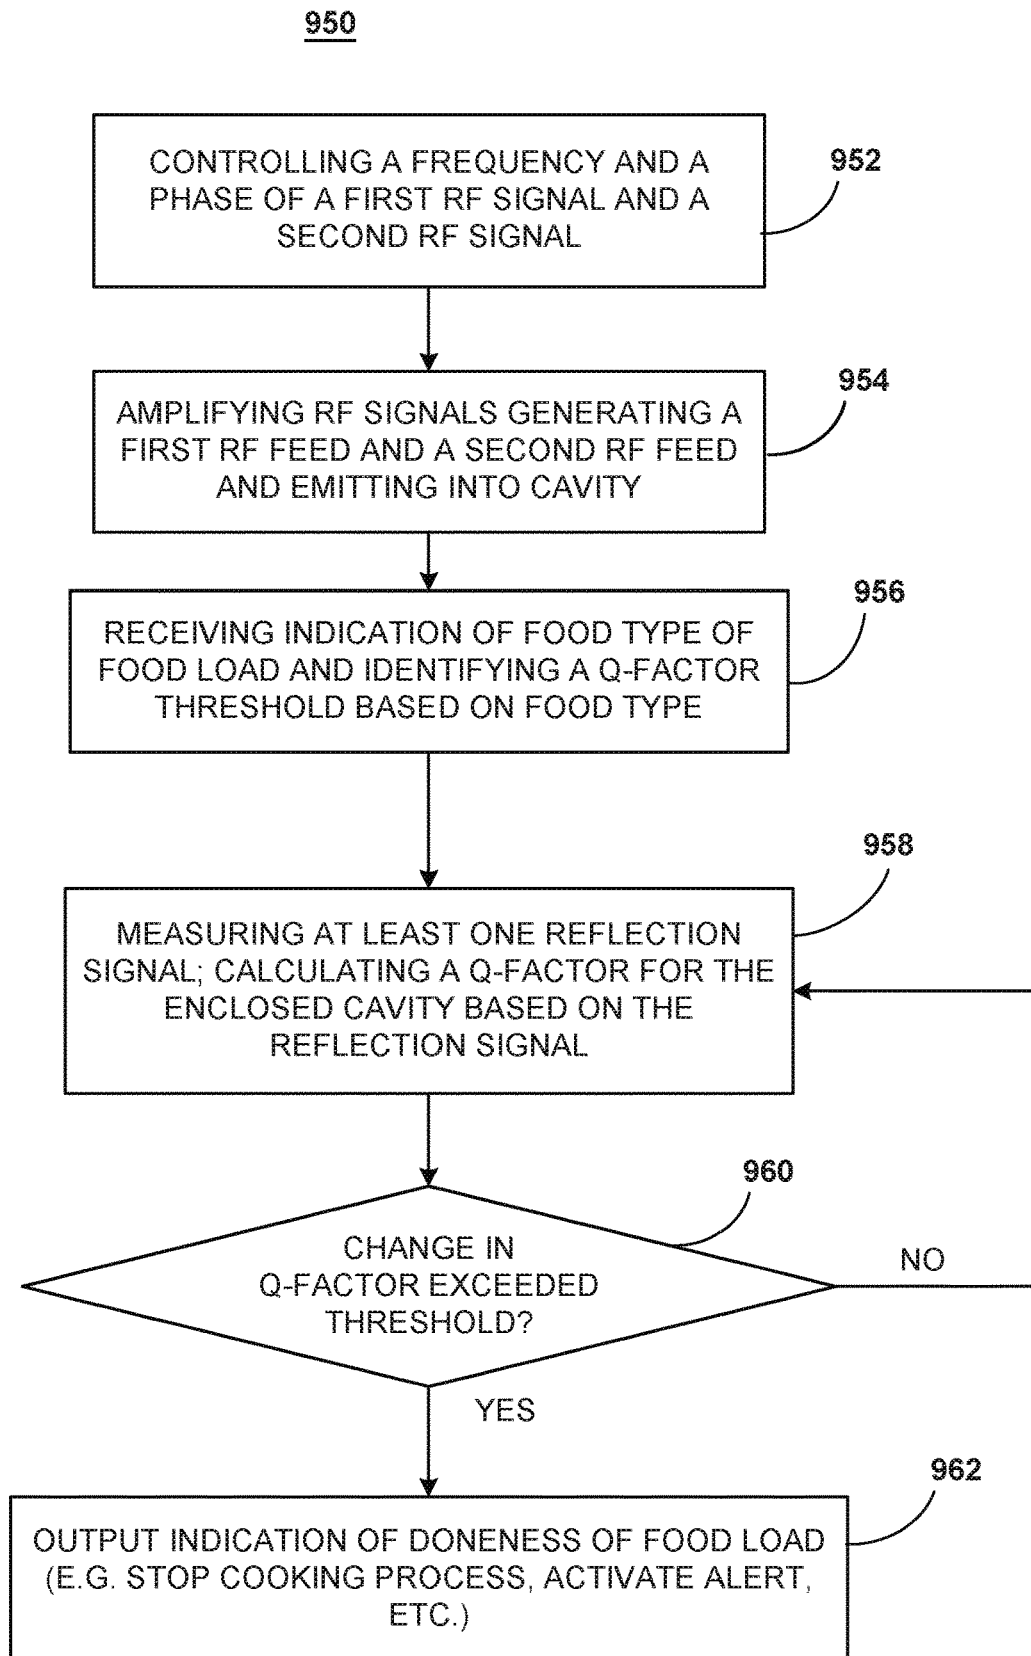 950
CONTROLLING A FREQUENCY AND A
PHASE OF A FIRST RF SIGNAL AND A
SECOND RF SIGNAL
952
AMPLIFYING RF SIGNALS GENERATING A
FIRST RF FEED AND A SECOND RF FEED
AND EMITTING INTO CAVITY
954
RECEIVING INDICATION OF FOOD TYPE OF
FOOD LOAD AND IDENTIFYING A Q-FACTOR
THRESHOLD BASED ON FOOD TYPE
956
MEASURING AT LEAST ONE REFLECTION
SIGNAL; CALCULATING A Q-FACTOR FOR THE
ENCLOSED CAVITY BASED ON THE
REFLECTION SIGNAL
958
CHANGE IN
Q-FACTOR EXCEEDED
THRESHOLD?
960
NO
YES
OUTPUT INDICATION OF DONENESS OF FOOD LOAD
(E.G. STOP COOKING PROCESS, ACTIVATE ALERT,
ETC.)
962